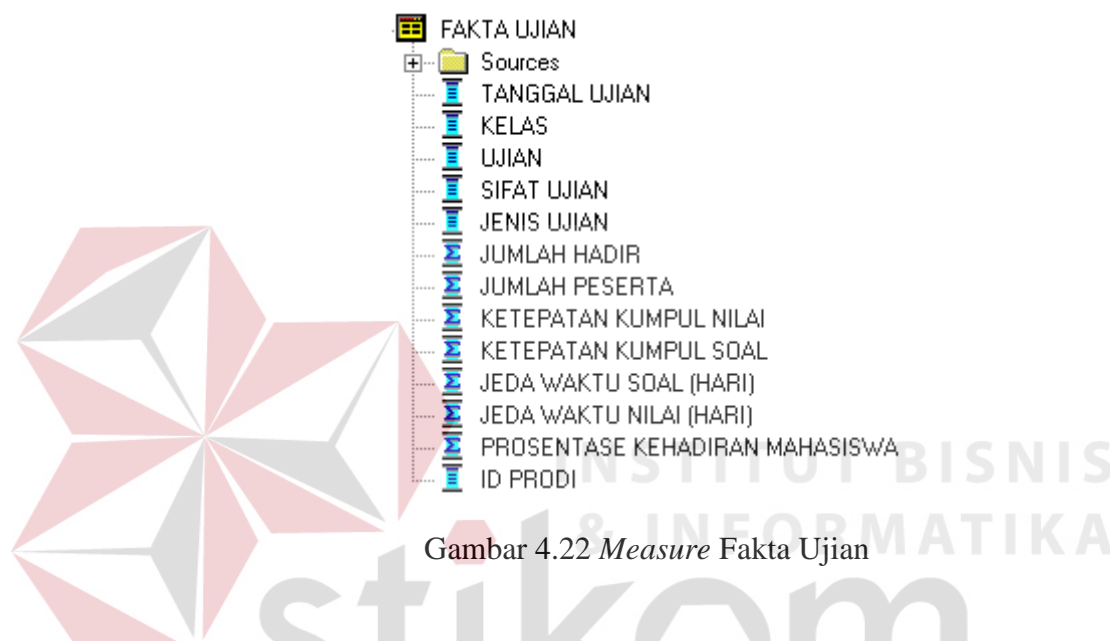 FAKTA UJIAN
Sources
TANGGAL UJIAN
KELAS
UJIAN
SIFAT UJIAN
JENIS UJIAN
JUMLAH HADIR
JUMLAH PESERTA
KETEPATAN KUMPUL NILAI
KETEPATAN KUMPUL SOAL
JEDA WAKTU SOAL (HARI)
JEDA WAKTU NILAI (HARI)
PROSENTASE KEHADIRAN MAHASISWA
INSTITUT BISNIS
ID PRODI
& INFORMATIKA
Gambar 4.22 Measure Fakta Ujian
stikom